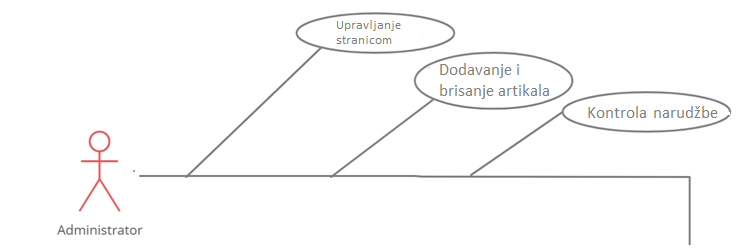 Upravljanje
stranicom
Dodavanje i
brisanje artikala
Kontrola narudžbe
Administrator